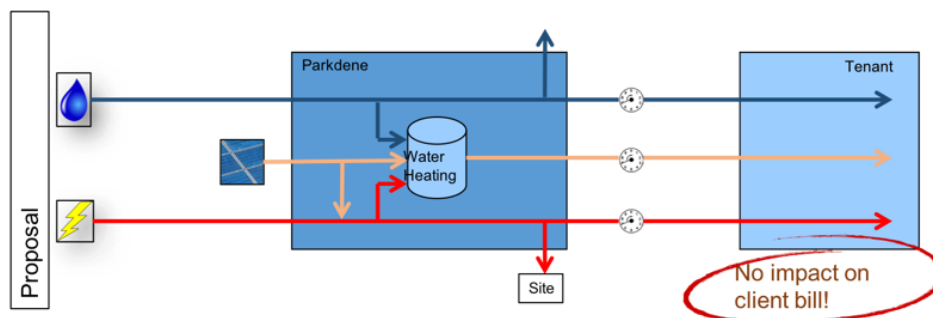 Proposal
Parkdene
Tenant
Water
Heating
Site
No impact on
client bill!